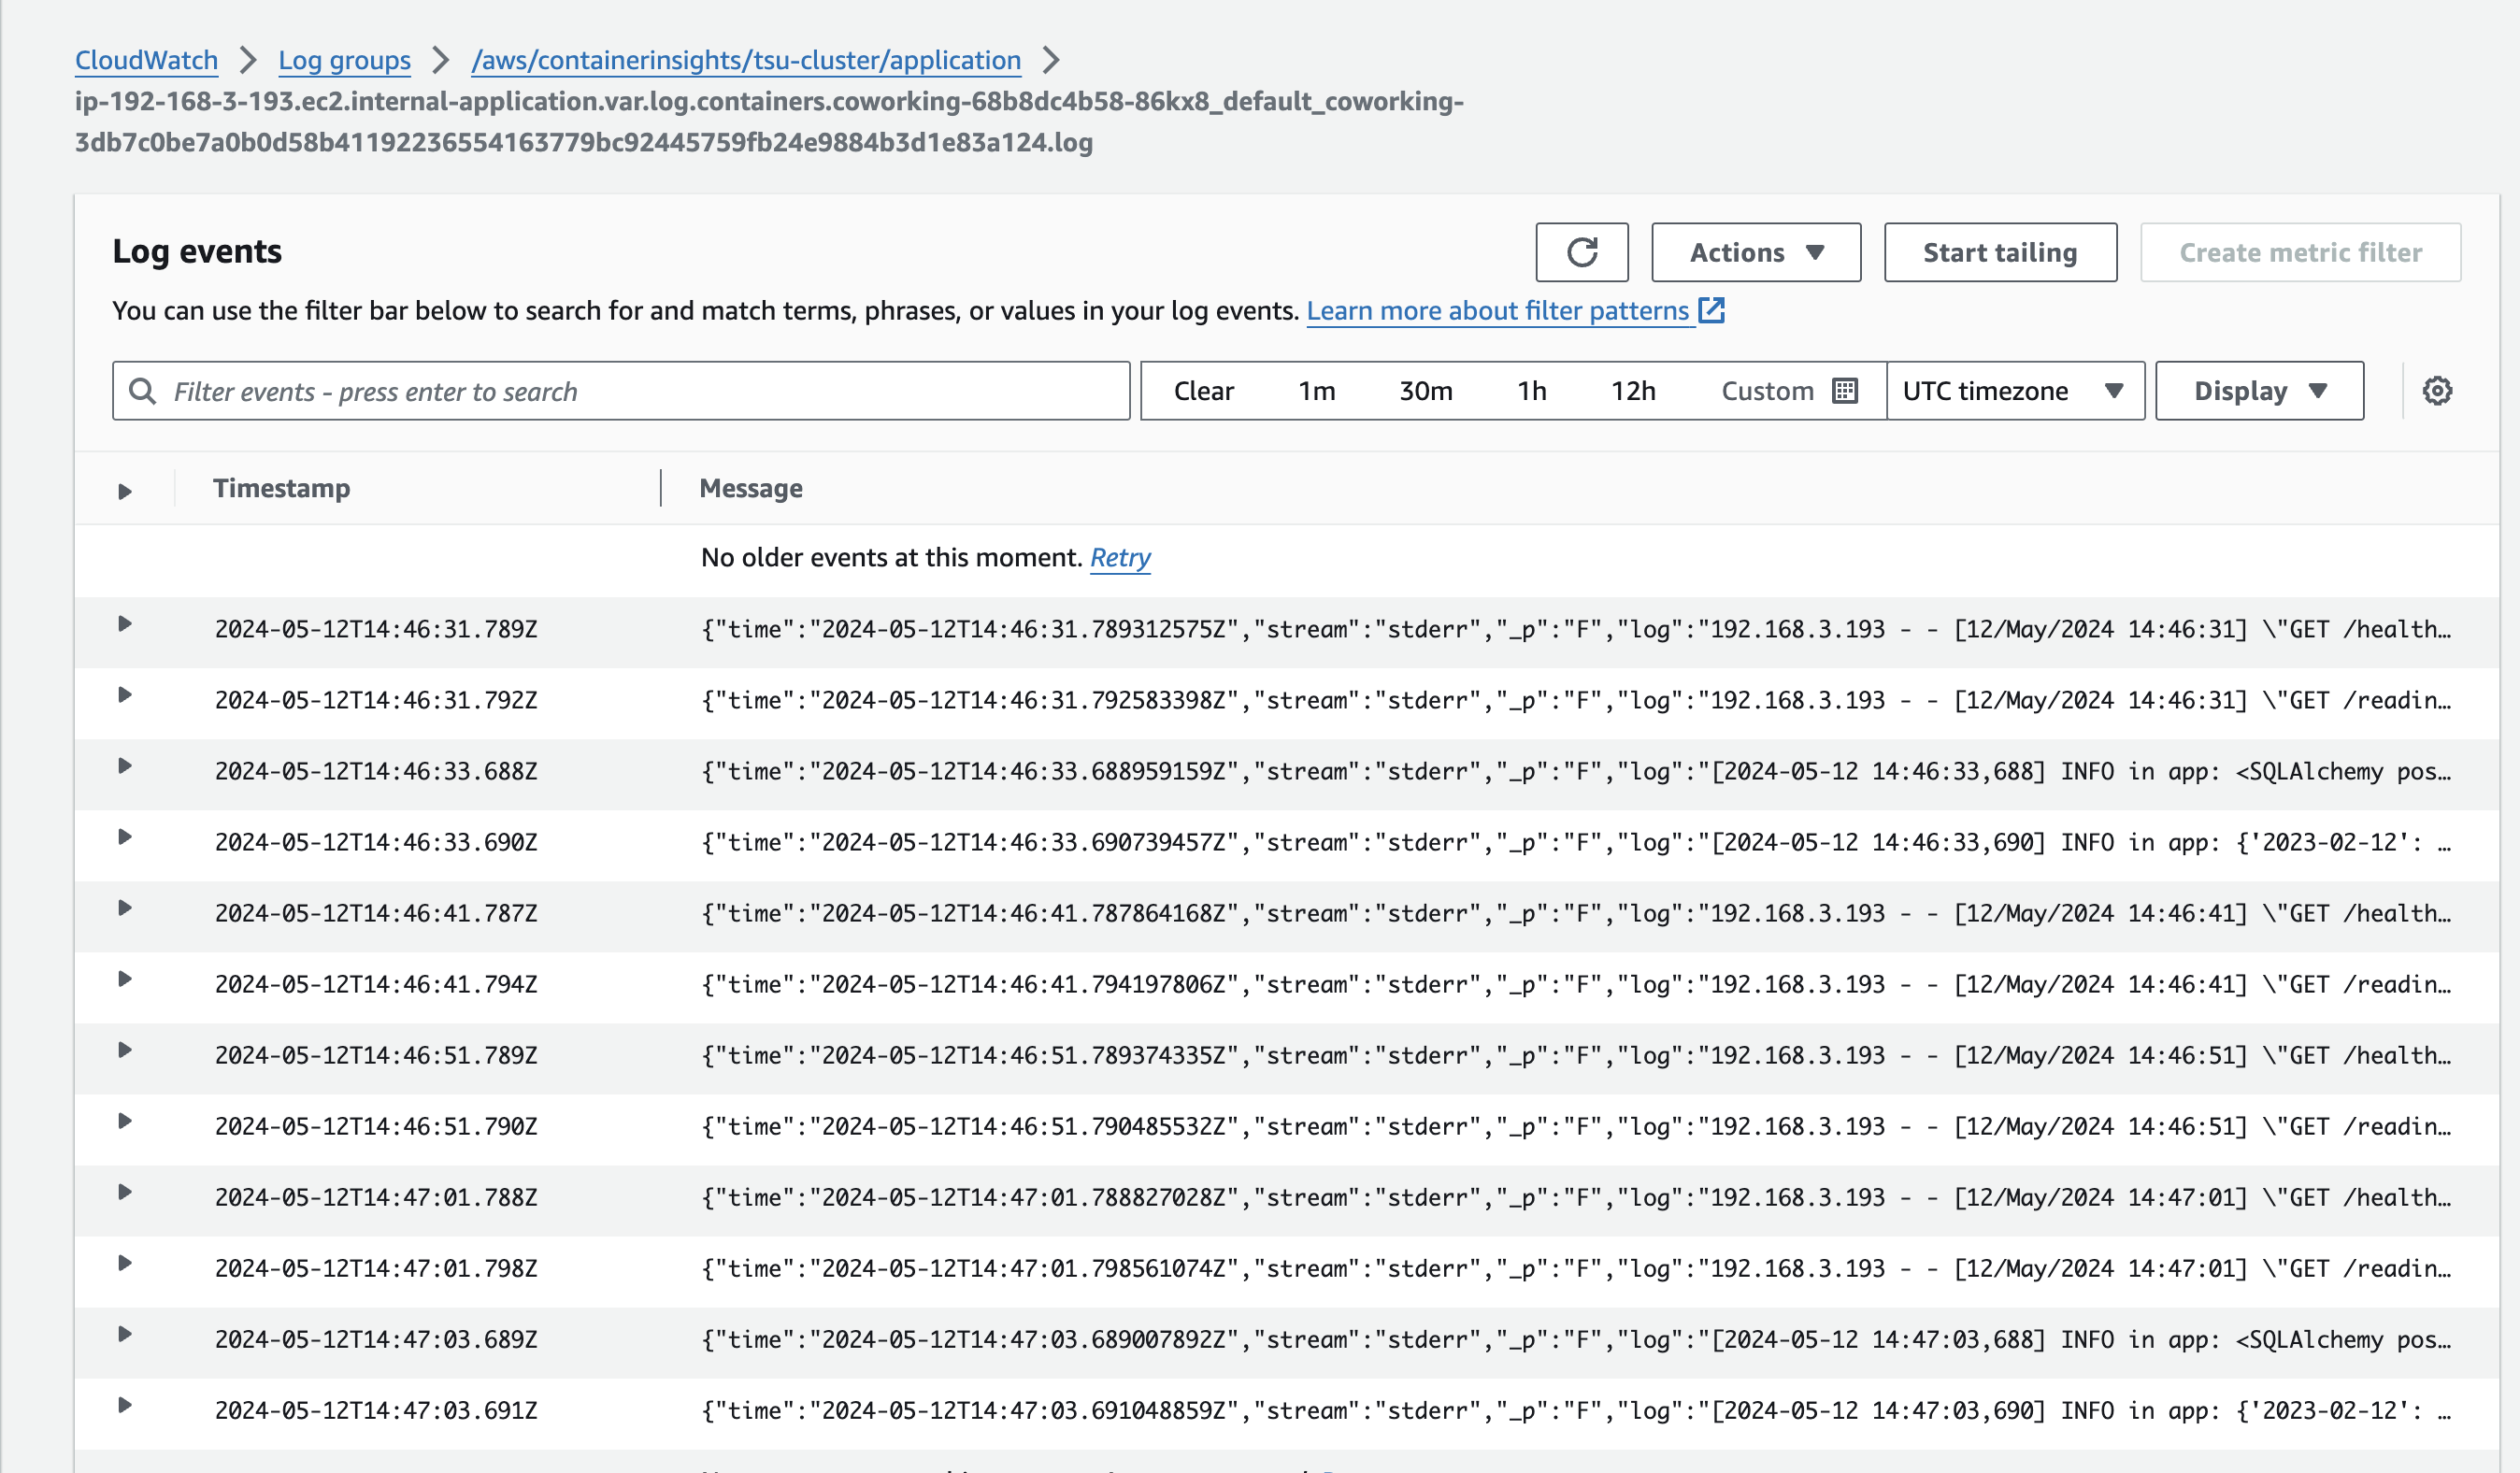 CloudWatch > Log groups > /aws/containerinsights/tsu-cluster/application >
ip-192-168-3-193.ec2.internal-application.var.log.containers.coworking-68b8dc4b58-86kx8_default_coworking-
3db7c0be7a0b0d58b41192236554163779bc92445759fb24e9884b3d1e83a124.log
Log events
Actions
Start tailing
Create metric filter
You can use the filter bar below to search for and match terms, phrases, or values in your log events. Learn more about filter patterns
Filter events - press enter to search
Clear 1m 30m 1h 12h Custom
UTC timezone
Display
Timestamp Message
No older events at this moment. Retry
2024-05-12T14:46:31.789Z {"time":"2024-05-12T14:46:31.789312575Z","stream":"stderr","_p":"F","log":"192.168.3.193 - - [12/May/2024 14:46:31] \"GET /health…
2024-05-12T14:46:31.792Z {"time":"2024-05-12T14:46:31.792583398Z","stream":"stderr","_p":"F","log":"192.168.3.193 - - [12/May/2024 14:46:31] \"GET /readin…
2024-05-12T14:46:33.688Z {"time":"2024-05-12T14:46:33.688959159Z","stream":"stderr","_p":"F","log":"[2024-05-12 14:46:33,688] INFO in app: <SQLAlchemy pos…
2024-05-12T14:46:33.690Z {"time":"2024-05-12T14:46:33.690739457Z","stream":"stderr","_p":"F","log":"[2024-05-12 14:46:33,690] INFO in app: {'2023-02-12': …
2024-05-12T14:46:41.787Z {"time":"2024-05-12T14:46:41.787864168Z","stream":"stderr","_p":"F","log":"192.168.3.193 - - [12/May/2024 14:46:41] \"GET /health…
2024-05-12T14:46:41.794Z {"time":"2024-05-12T14:46:41.794197806Z","stream":"stderr","_p":"F","log":"192.168.3.193 - - [12/May/2024 14:46:41] \"GET /readin…
2024-05-12T14:46:51.789Z {"time":"2024-05-12T14:46:51.789374335Z","stream":"stderr","_p":"F","log":"192.168.3.193 - - [12/May/2024 14:46:51] \"GET /health…
2024-05-12T14:46:51.790Z {"time":"2024-05-12T14:46:51.790485532Z","stream":"stderr","_p":"F","log":"192.168.3.193 - - [12/May/2024 14:46:51] \"GET /readin…
2024-05-12T14:47:01.788Z {"time":"2024-05-12T14:47:01.788827028Z","stream":"stderr","_p":"F","log":"192.168.3.193 - - [12/May/2024 14:47:01] \"GET /health…
2024-05-12T14:47:01.798Z {"time":"2024-05-12T14:47:01.798561074Z","stream":"stderr","_p":"F","log":"192.168.3.193 - - [12/May/2024 14:47:01] \"GET /readin…
2024-05-12T14:47:03.689Z {"time":"2024-05-12T14:47:03.689007892Z","stream":"stderr","_p":"F","log":"[2024-05-12 14:47:03,688] INFO in app: <SQLAlchemy pos…
2024-05-12T14:47:03.691Z {"time":"2024-05-12T14:47:03.691048859Z","stream":"stderr","_p":"F","log":"[2024-05-12 14:47:03,690] INFO in app: {'2023-02-12': …